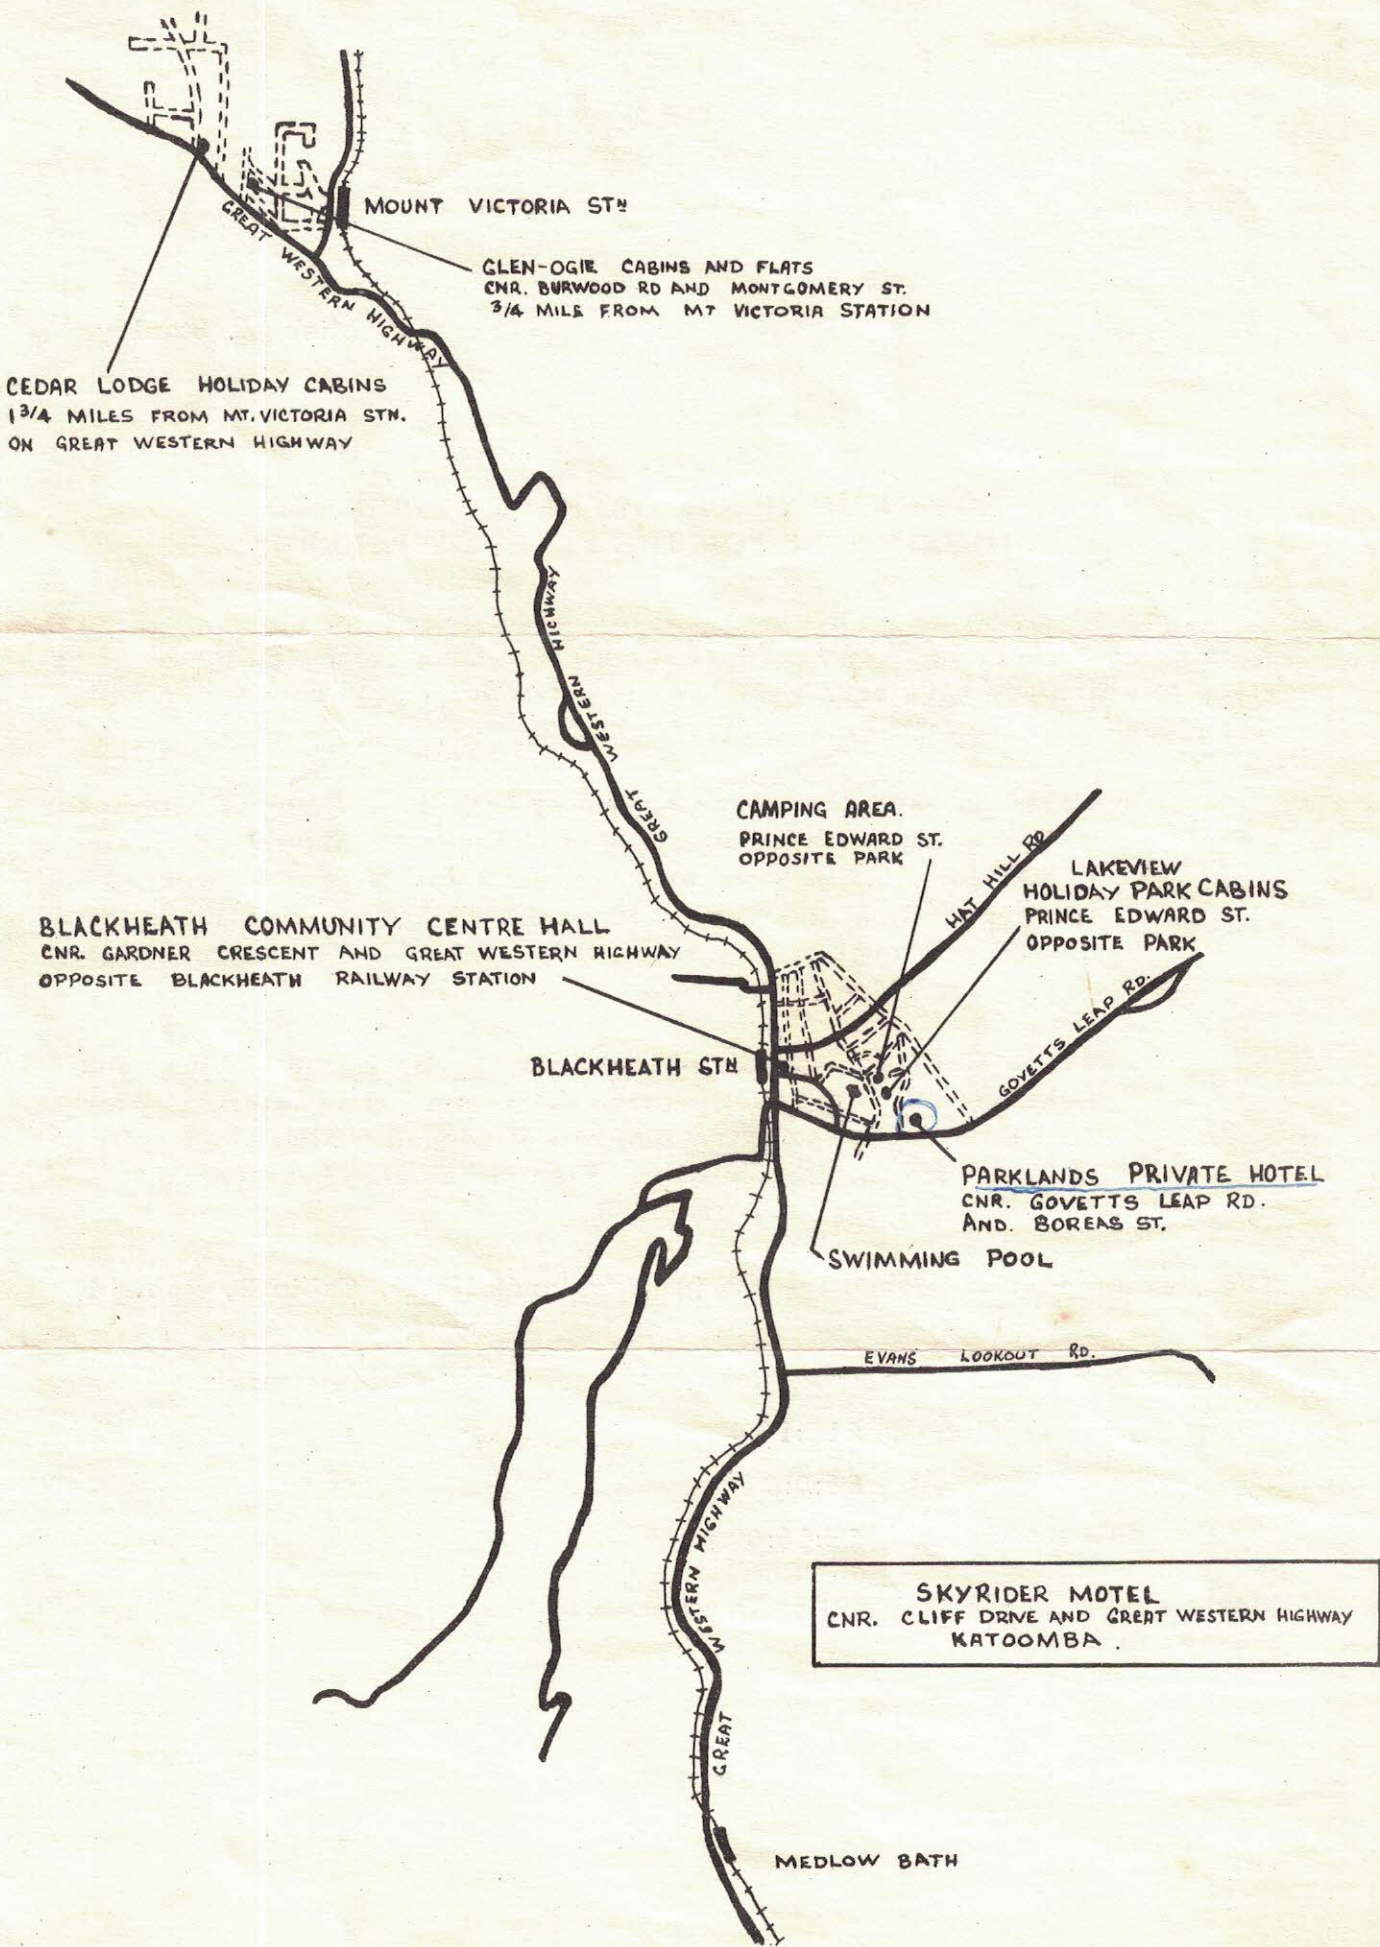 MOUNT VICTORIA STN
GREAT WESTERN HIGHWAY
GLEN-OGIE CABINS AND FLATS
CNR. BURWOOD RD AND MONTGOMERY ST.
3/4 MILE FROM MT VICTORIA STATION
CEDAR LODGE HOLIDAY CABINS
1 3/4 MILES FROM MT. VICTORIA STN.
ON GREAT WESTERN HIGHWAY
GREAT WESTERN HIGHWAY
CAMPING AREA.
PRINCE EDWARD ST.
OPPOSITE PARK
HAT HILL RD
LAKEVIEW
HOLIDAY PARK CABINS
PRINCE EDWARD ST.
OPPOSITE PARK
BLACKHEATH COMMUNITY CENTRE HALL
CNR. GARDNER CRESCENT AND GREAT WESTERN HIGHWAY
OPPOSITE BLACKHEATH RAILWAY STATION
BLACKHEATH STN
GOVETTS LEAP RD.
PARKLANDS PRIVATE HOTEL
CNR. GOVETTS LEAP RD.
AND. BOREAS ST.
SWIMMING POOL
EVANS LOOKOUT RD.
GREAT WESTERN HIGHWAY
SKYRIDER MOTEL
CNR. CLIFF DRIVE AND GREAT WESTERN HIGHWAY
KATOOMBA.
MEDLOW BATH